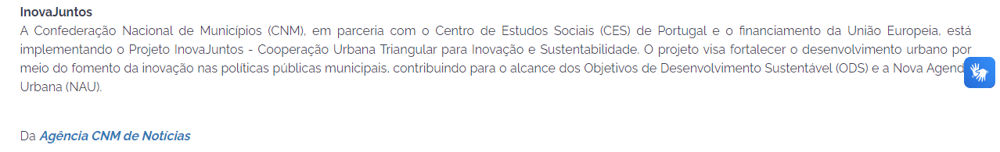 InovaJuntos
A Confederação Nacional de Municípios (CNM), em parceria com o Centro de Estudos Sociais (CES) de Portugal e o financiamento da União Europeia, está
implementando o Projeto InovaJuntos - Cooperação Urbana Triangular para Inovação e Sustentabilidade. O projeto visa fortalecer o desenvolvimento urbano por
meio do fomento da inovação nas políticas públicas municipais, contribuindo para o alcance dos Objetivos de Desenvolvimento Sustentável (ODS) e a Nova Agenda
Urbana (NAU).
Da Agência CNM de Notícias